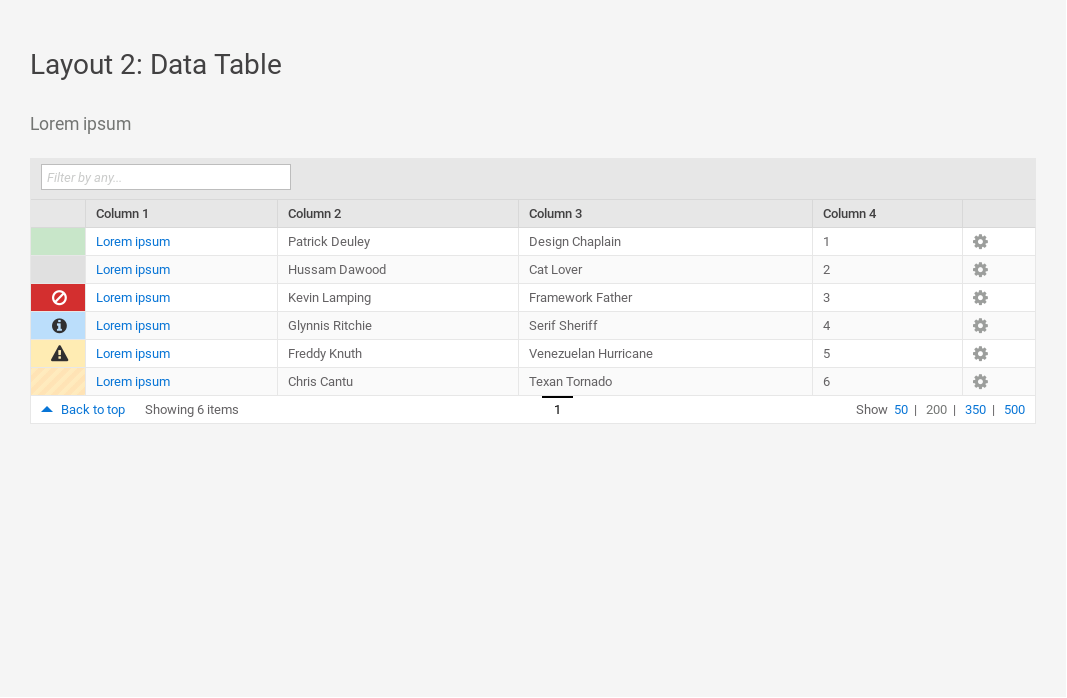 Layout 2: Data Table
Lorem ipsum
Filter by any...
Column 1 Column 2 Column 3 Column 4
Lorem ipsum Patrick Deuley Design Chaplain 1
Lorem ipsum Hussam Dawood Cat Lover 2
Lorem ipsum Kevin Lamping Framework Father 3
Lorem ipsum Glynnis Ritchie Serif Sheriff 4
Lorem ipsum Freddy Knuth Venezuelan Hurricane 5
Lorem ipsum Chris Cantu Texan Tornado 6
Back to top Showing 6 items 1 Show 50 | 200 | 350 | 500